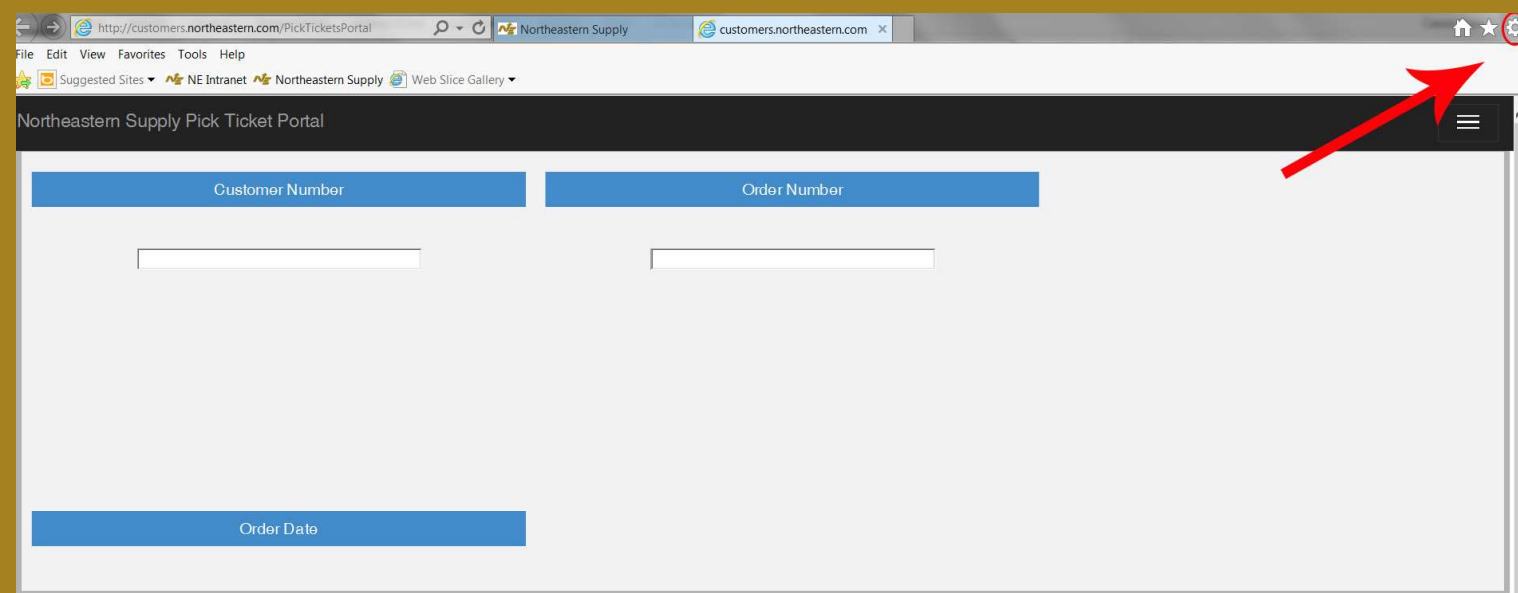 http://customers.northeastern.com/PickTicketsPortal
Northeastern Supply
customers.northeastern.com
File Edit View Favorites Tools Help
Suggested Sites NE Intranet Northeastern Supply Web Slice Gallery
Northeastern Supply Pick Ticket Portal
Customer Number
Order Number
Order Date